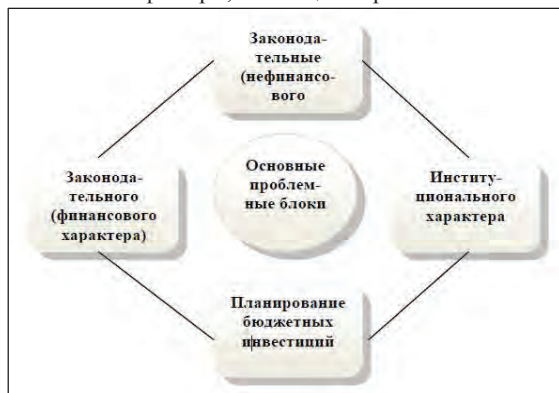 Законода-
тельные
(нефинансо-
вого
Законода-
тельного
(финансового
характера)
Основные
проблем-
ные блоки
Институ-
ционального
характера
Планирование
бюджетных
инвестиций